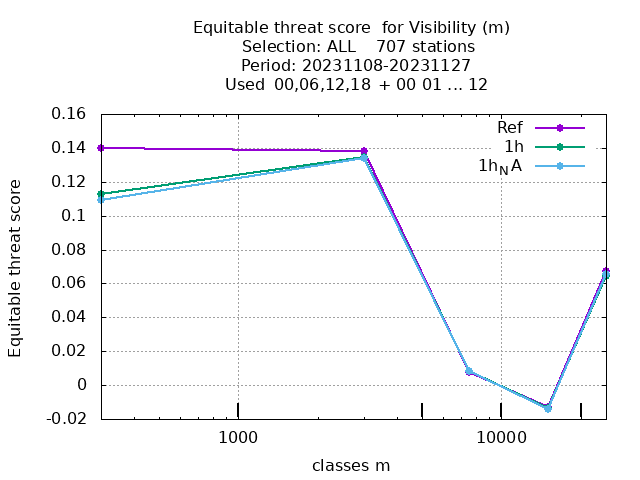 Equitable threat score  for Visibility (m)
Selection: ALL    707 stations
Period: 20231108-20231127
Used  00,06,12,18  + 00 01 ... 12
Ref
1h
1hNA
0.16
0.14
0.12
0.1
0.08
0.06
0.04
0.02
0
-0.02
Equitable threat score
1000
10000
classes m